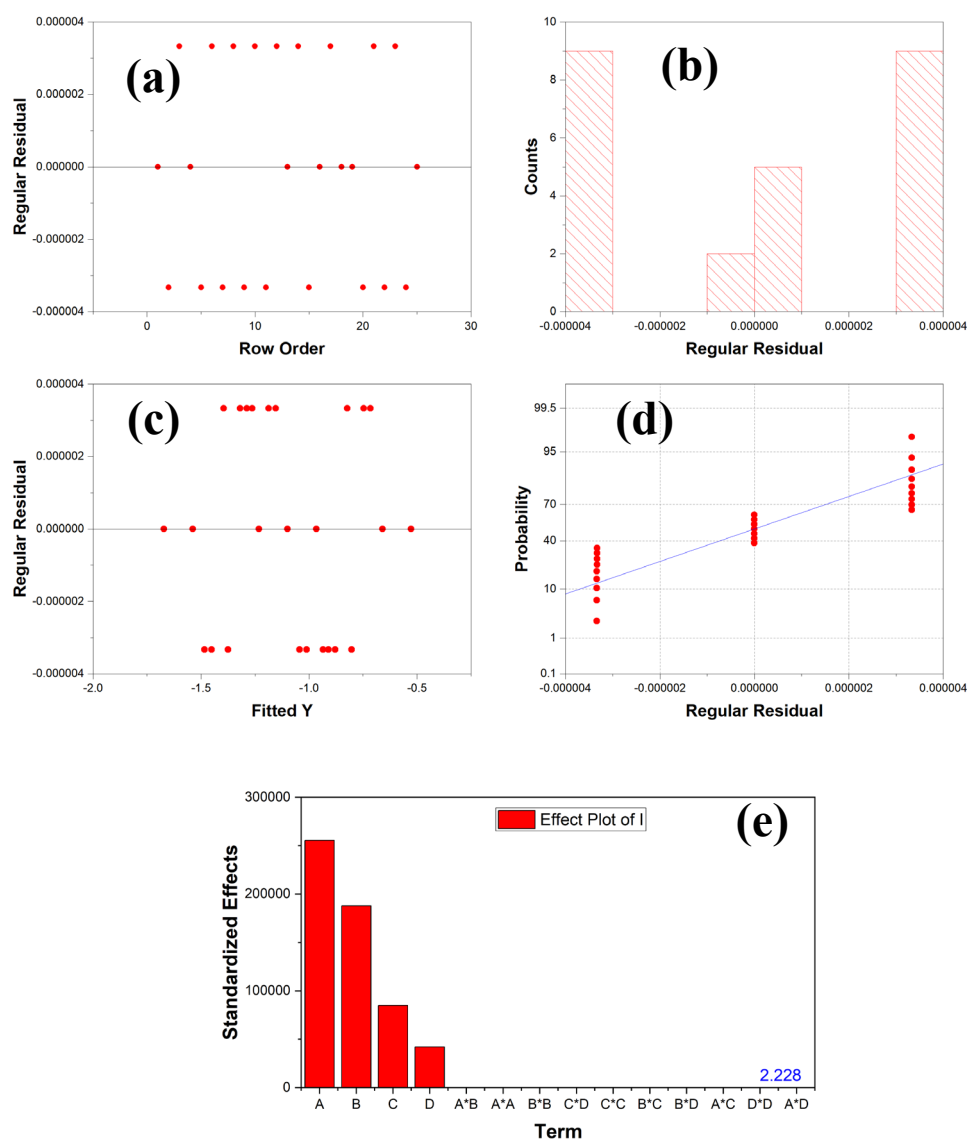 (a)
0.000004
0.000002
0.000000
-0.000002
-0.000004
Regular Residual
0 10 20 30
Row Order
(b)
10
8
6
4
2
0
Counts
-0.000004 -0.000002 0.000000 0.000002 0.000004
Regular Residual
(c)
0.000004
0.000002
0.000000
-0.000002
-0.000004
Regular Residual
-2.0 -1.5 -1.0 -0.5
Fitted Y
(d)
99.5
95
70
40
10
1
0.1
Probability
-0.000004 -0.000002 0.000000 0.000002 0.000004
Regular Residual
(e)
300000
200000
100000
0
Standardized Effects
Effect Plot of I
2.228
A B C D A*B A*A B*B C*D C*C B*C B*D A*C D*D A*D
Term